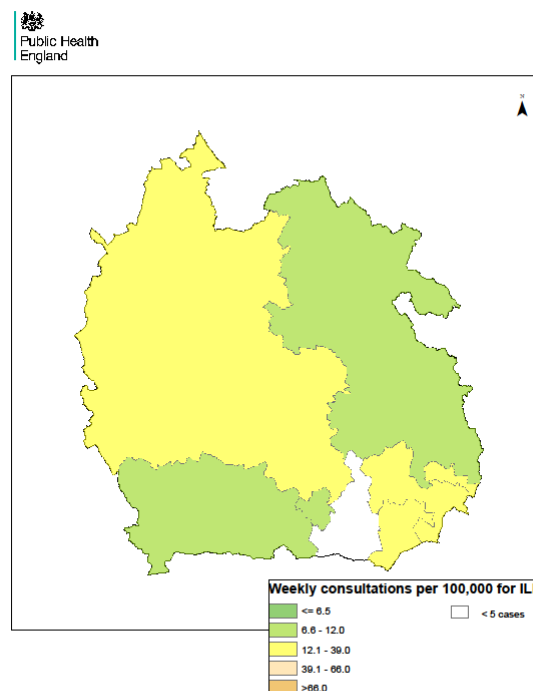 Public Health
England
N
Weekly consultations per 100,000 for IL
<= 6.5
< 5 cases
6.6 - 12.0
12.1 - 39.0
39.1 - 66.0
>66.0